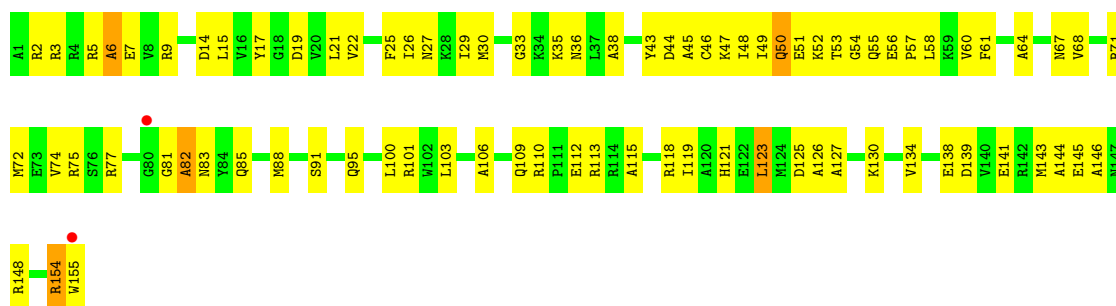 A1 R2 R3 R4 R5 A6 E7 V8 R9 D14 L15 V16 Y17 G18 D19 V20 L21 V22 F25 I26 N27 K28 I29 M30 G33 K34 K35 N36 L37 A38 Y43 D44 A45 C46 K47 I48 I49 Q50 E51 K52 T53 G54 Q55 E56 P57 L58 K59 V60 F61 A64 N67 V68
M72 E73 V74 R75 S76 R77 G80 G81 A82 N83 Y84 Q85 M88 S91 Q95 L100 R101 W102 L103 A106 Q109 R110 P111 E112 R113 R114 A115 R118 I119 A120 H121 E122 L123 M124 D125 A126 A127 K130 V134 E138 D139 V140 E141 R142 M143 A144 E145 A146
R148 R154 W155